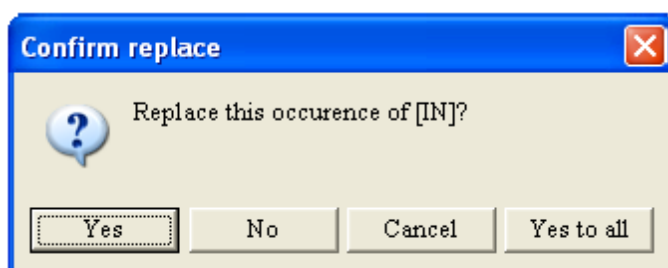 Confirm replace
Replace this occurence of [IN]?
Yes No Cancel Yes to all